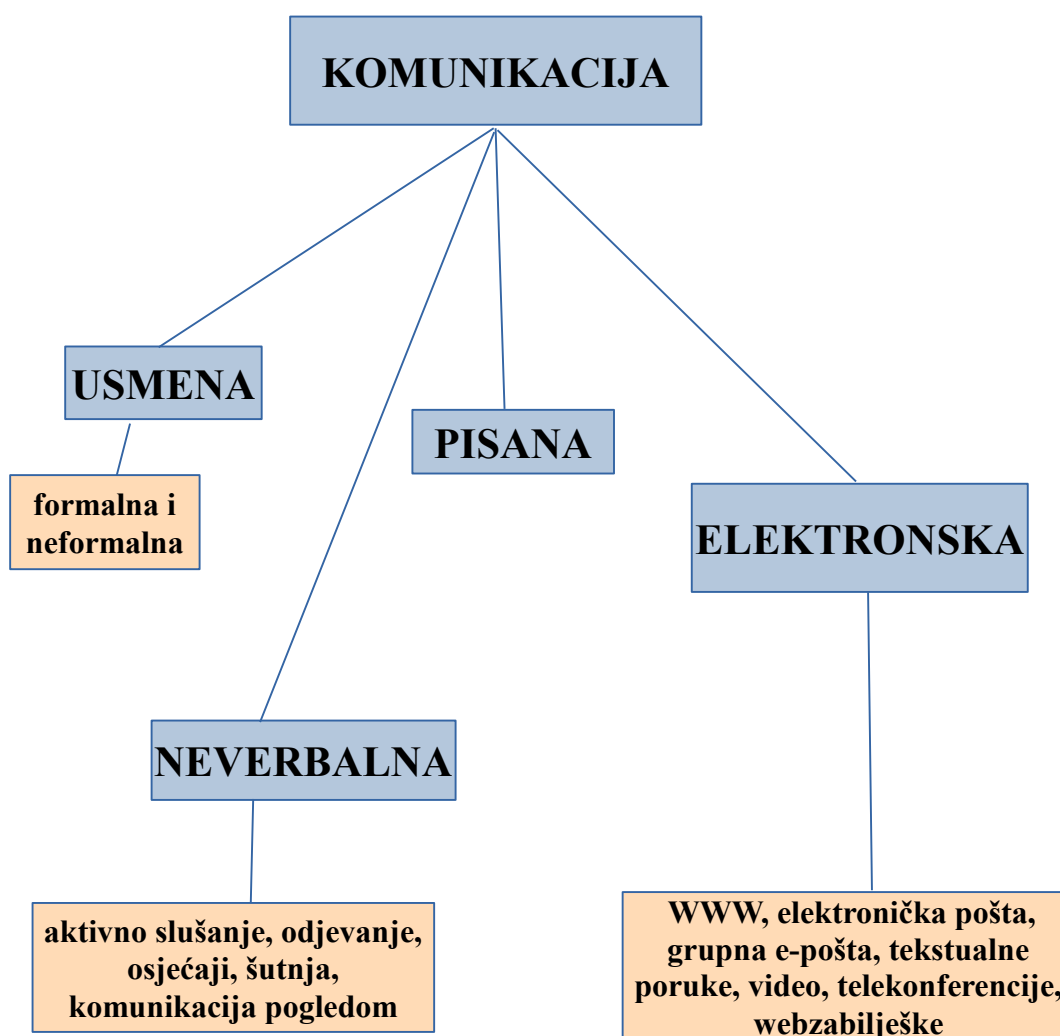 KOMUNIKACIJA
USMENA
formalna i
neformalna
PISANA
ELEKTRONSKA
NEVERBALNA
aktivno slušanje, odjevanje,
osjećaji, šutnja,
komunikacija pogledom
WWW, elektronička pošta,
grupna e-pošta, tekstualne
poruke, video, telekonferencije,
webzabilješke